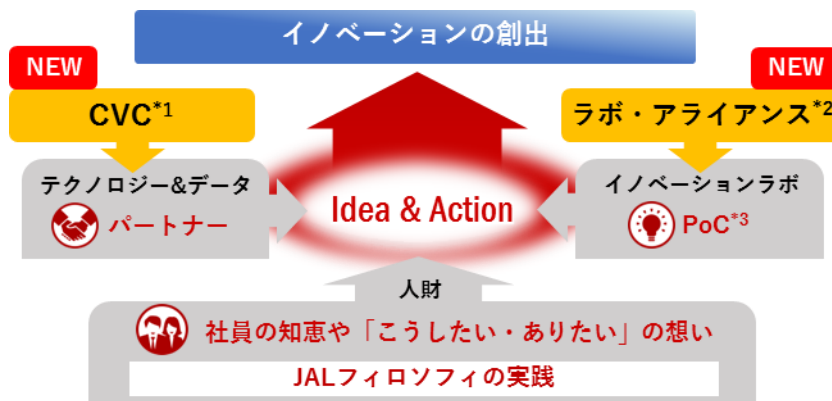 イノベーションの創出
NEW
NEW
CVC*1
ラボ・アライアンス*2
テクノロジー&データ
パートナー
Idea & Action
イノベーションラボ
PoC*3
人財
社員の知恵や「こうしたい・ありたい」の想い
JALフィロソフィの実践